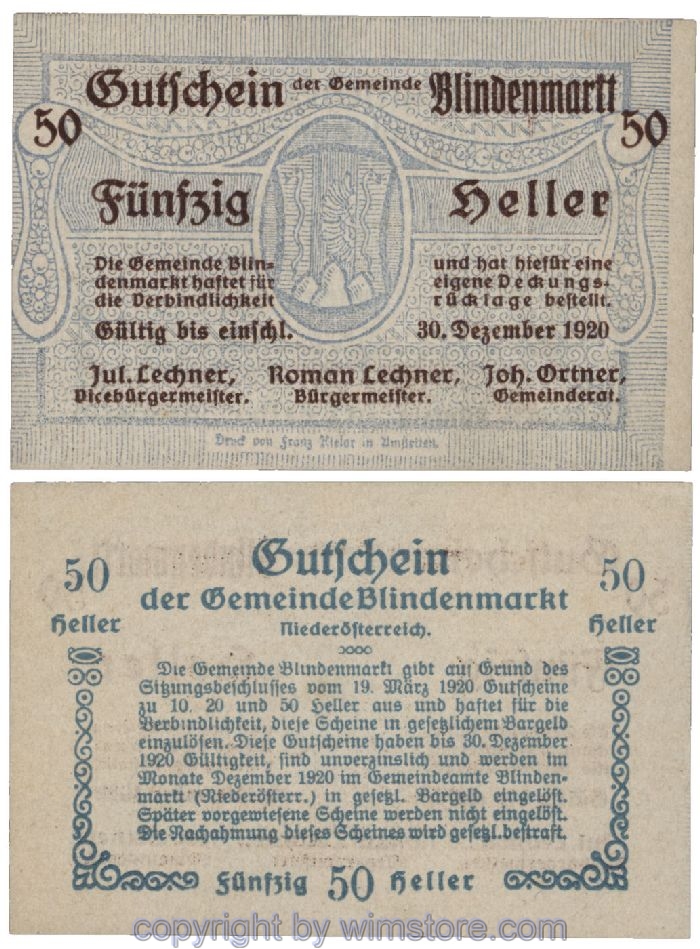 Gutschein der Gemeinde Blindenmarkt
50 50
Fünfzig Heller
Die Gemeinde Blin-
denmarkt haftet für
die Verbindlichkeit
und hat hiefür eine
eigene Deckungs-
rücklage bestellt.
Gültig bis einschl. 30. Dezember 1920
Jul. Lechner, Roman Lechner, Joh. Ortner,
Vicebürgermeister. Bürgermeister. Gemeinderat.
Druck von Franz in Amstetten.
Gutschein
50 50
der Gemeinde Blindenmarkt
Heller Heller
Niederösterreich.
Die Gemeinde Blindenmarkt gibt auf Grund des
Sitzungsbeschlusses vom 19. März 1920 Gutscheine
zu 10, 20 und 50 Heller aus und haftet für die
Verbindlichkeit, diese Scheine in gesetzlichem Bargeld
einzulösen. Diese Gutscheine haben bis 30. Dezember
1920 Gültigkeit, sind unverzinslich und werden im
Monate Dezember 1920 im Gemeindeamte Blinden-
markt (Niederösterr.) in gesetzl. Bargeld eingelöst.
Später vorgewiesene Scheine werden nicht eingelöst.
Die Nachahmung dieses Scheines wird gesetzl. bestraft.
Fünfzig 50 Heller
copyright by wimstore.com